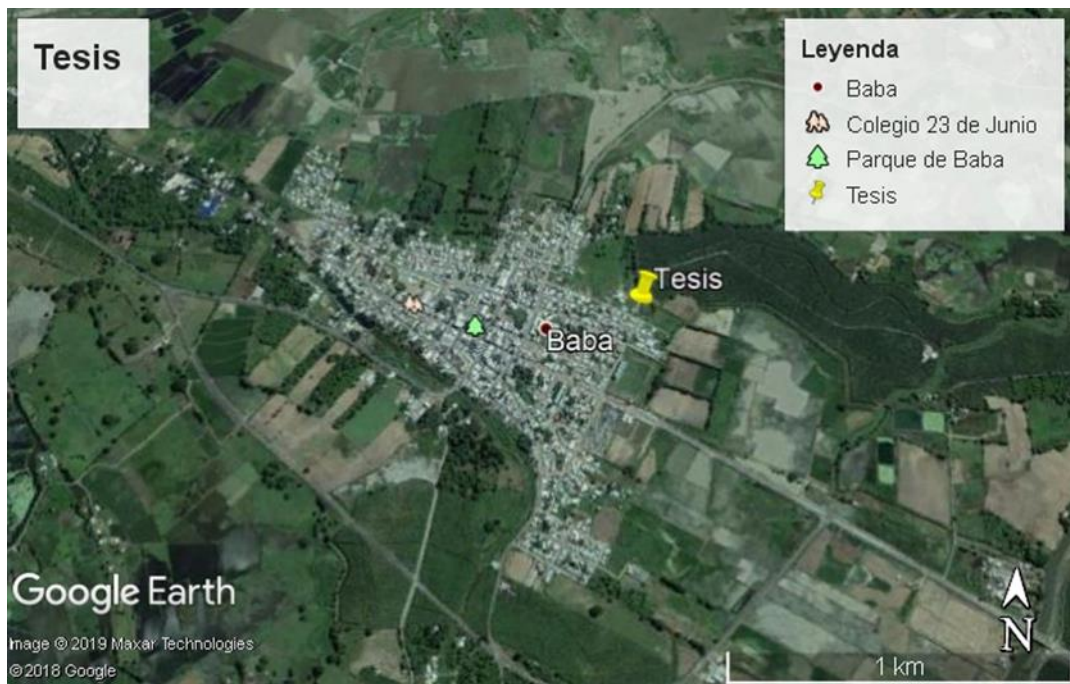 Tesis
Leyenda
Baba
Colegio 23 de Junio
Parque de Baba
Tesis
Tesis
Baba
Google Earth
Image © 2019 Maxar Technologies
©2018 Google
N
1 km